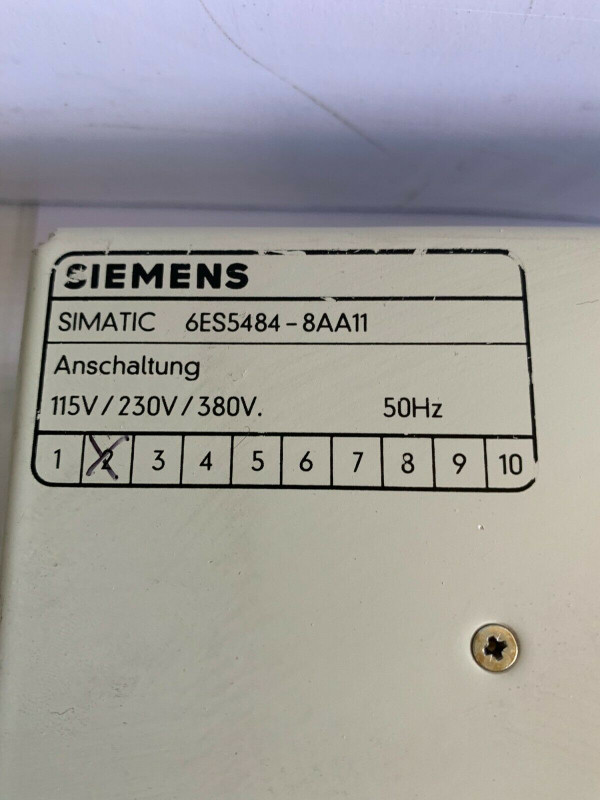 SIEMENS
SIMATIC 6ES5484-8AA11
Anschaltung
115V/230V/380V. 50Hz
1 2 3 4 5 6 7 8 9 10